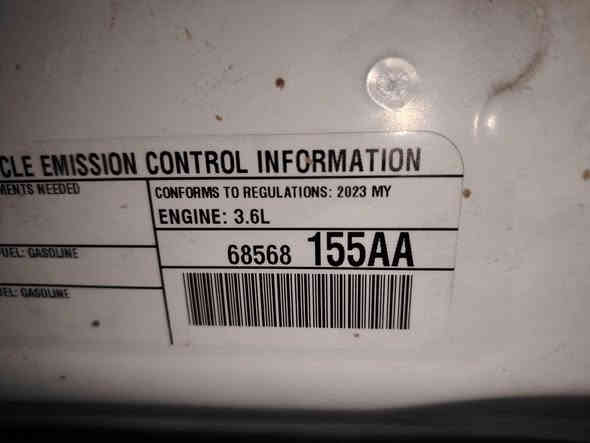 CLE EMISSION CONTROL INFORMATION
MENTS NEEDED
CONFORMS TO REGULATIONS: 2023 MY
ENGINE: 3.6L
UEL: GASOLINE
68568 155AA
EL: GASOLINE